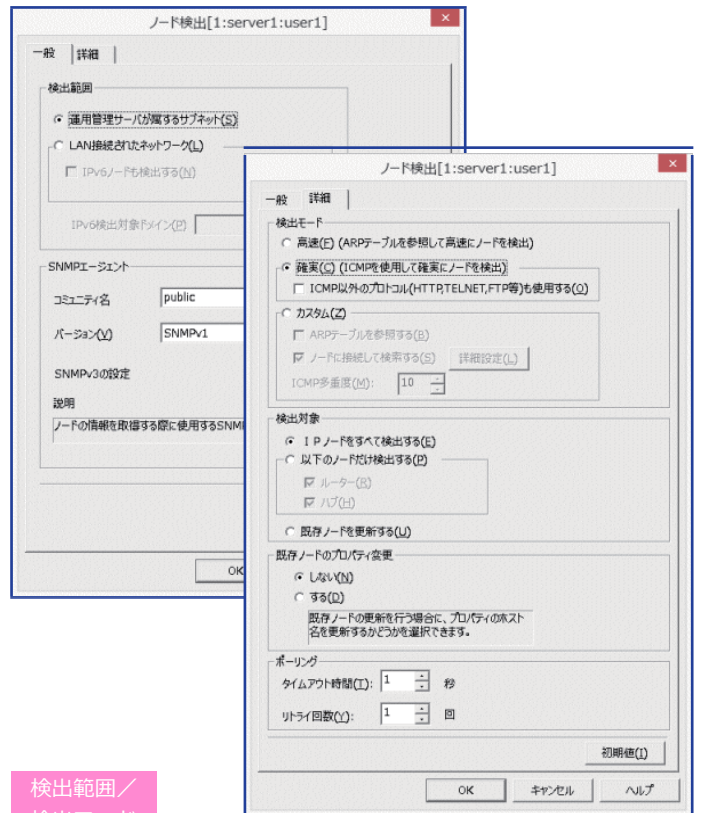 ノード検出[1:server1:user1]
一般 詳細
検出範囲
運用管理サーバが属するサブネット(S)
LAN接続されたネットワーク(L)
IPv6ノードも検出する(N)
IPv6検出対象ドメイン(P)
SNMPエージェント
コミュニティ名 public
バージョン(V) SNMPv1
SNMPv3の設定
説明
ノードの情報を取得する際に使用するSNM
OK
ノード検出[1:server1:user1]
一般 詳細
検出モード
高速(F) (ARPテーブルを参照して高速にノードを検出)
確実(C) (ICMPを使用して確実にノードを検出)
ICMP以外のプロトコル(HTTP,TELNET,FTP等)も使用する(O)
カスタム(Z)
ARPテーブルを参照する(B)
ノードに接続して検索する(S) 詳細設定(L)
ICMP多重度(M): 10
検出対象
IPノードをすべて検出する(E)
以下のノードだけ検出する(P)
ルーター(R)
ハブ(H)
既存ノードを更新する(U)
既存ノードのプロパティ変更
しない(N)
する(D)
既存ノードの更新を行う場合に、プロパティのホスト
名を更新するかどうかを選択できます。
ポーリング
タイムアウト時間(T): 1 秒
リトライ回数(Y): 1 回
初期値(I)
OK キャンセル ヘルプ
検出範囲／